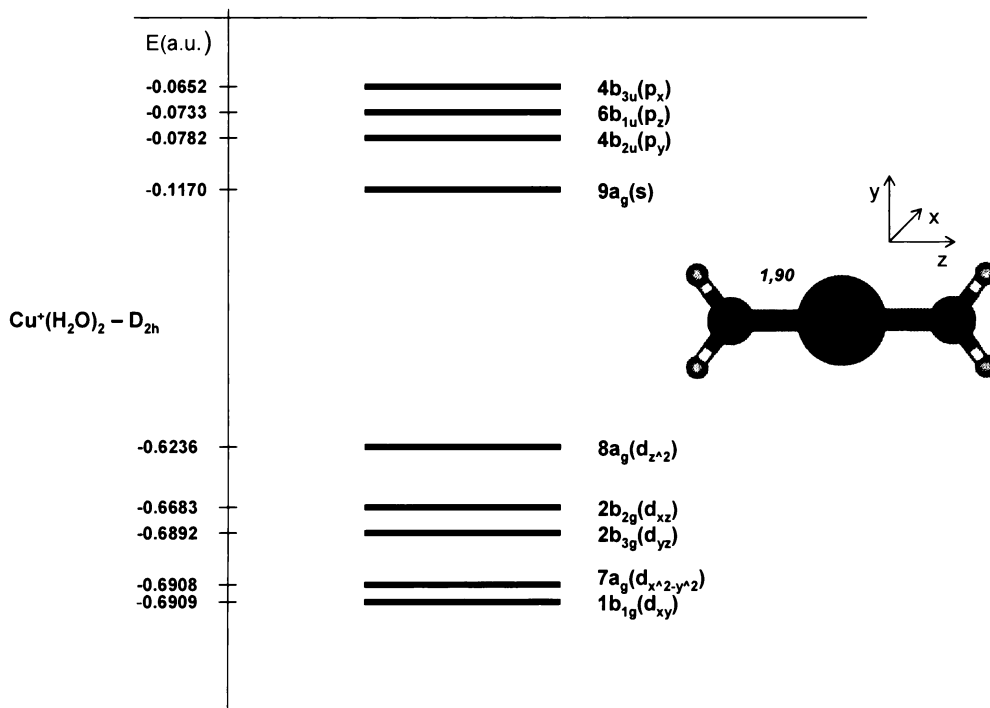 E(a.u.)
-0.0652 4b3u(px)
-0.0733 6b1u(pz)
-0.0782 4b2u(py)
-0.1170 9ag(s)
y
x
z
1,90
Cu⁺(H₂O)₂ – D₂h
-0.6236 8ag(dz^2)
-0.6683 2b2g(dxz)
-0.6892 2b3g(dyz)
-0.6908 7ag(dx^2-y^2)
-0.6909 1b1g(dxy)